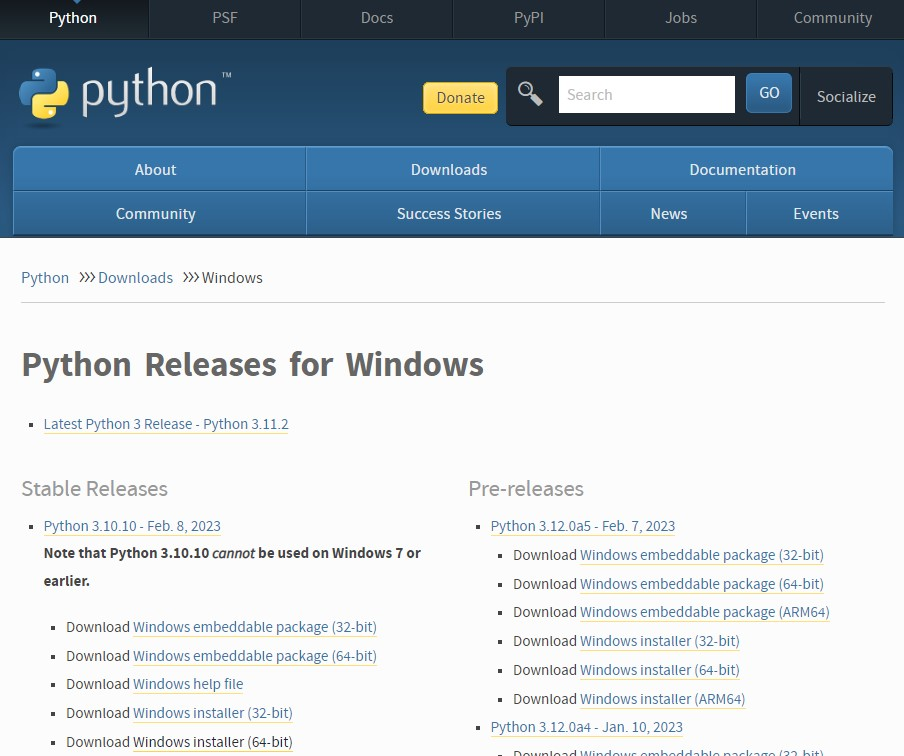 Python
PSF
Docs
PyPI
Jobs
Community
python™
Donate
Search
GO
Socialize
About
Downloads
Documentation
Community
Success Stories
News
Events
Python >>> Downloads >>> Windows
Python Releases for Windows
Latest Python 3 Release - Python 3.11.2
Stable Releases
Python 3.10.10 - Feb. 8, 2023
Note that Python 3.10.10 cannot be used on Windows 7 or
earlier.
Download Windows embeddable package (32-bit)
Download Windows embeddable package (64-bit)
Download Windows help file
Download Windows installer (32-bit)
Download Windows installer (64-bit)
Pre-releases
Python 3.12.0a5 - Feb. 7, 2023
Download Windows embeddable package (32-bit)
Download Windows embeddable package (64-bit)
Download Windows embeddable package (ARM64)
Download Windows installer (32-bit)
Download Windows installer (64-bit)
Download Windows installer (ARM64)
Python 3.12.0a4 - Jan. 10, 2023
Download Windows embeddable package (32-bit)